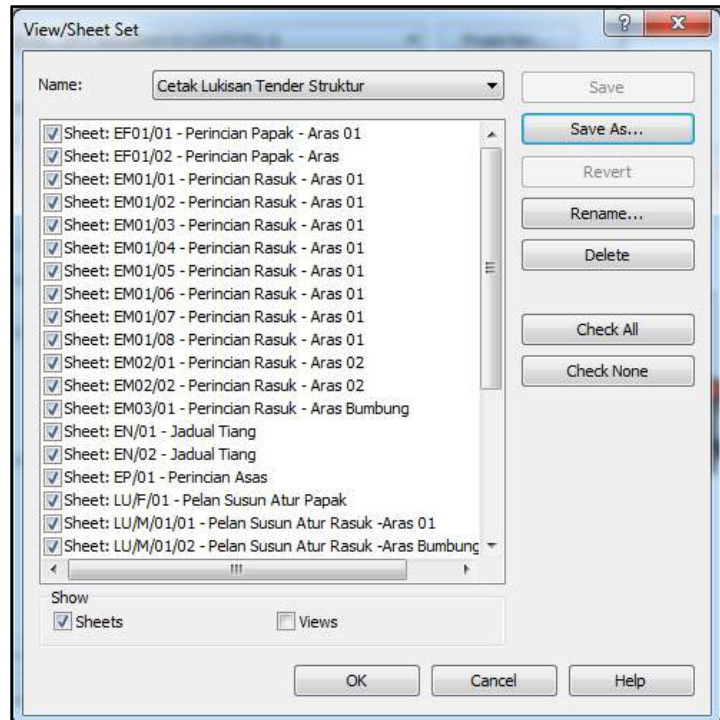 View/Sheet Set
Name: Cetak Lukisan Tender Struktur
Save
Save As...
Revert
Rename...
Delete
Check All
Check None
Sheet: EF01/01 - Perincian Papak - Aras 01
Sheet: EF01/02 - Perincian Papak - Aras
Sheet: EM01/01 - Perincian Rasuk - Aras 01
Sheet: EM01/02 - Perincian Rasuk - Aras 01
Sheet: EM01/03 - Perincian Rasuk - Aras 01
Sheet: EM01/04 - Perincian Rasuk - Aras 01
Sheet: EM01/05 - Perincian Rasuk - Aras 01
Sheet: EM01/06 - Perincian Rasuk - Aras 01
Sheet: EM01/07 - Perincian Rasuk - Aras 01
Sheet: EM01/08 - Perincian Rasuk - Aras 01
Sheet: EM02/01 - Perincian Rasuk - Aras 02
Sheet: EM02/02 - Perincian Rasuk - Aras 02
Sheet: EM03/01 - Perincian Rasuk - Aras Bumbung
Sheet: EN/01 - Jadual Tiang
Sheet: EN/02 - Jadual Tiang
Sheet: EP/01 - Perincian Asas
Sheet: LU/F/01 - Pelan Susun Atur Papak
Sheet: LU/M/01/01 - Pelan Susun Atur Rasuk -Aras 01
Sheet: LU/M/01/02 - Pelan Susun Atur Rasuk -Aras Bumbung
Show
Sheets Views
OK Cancel Help